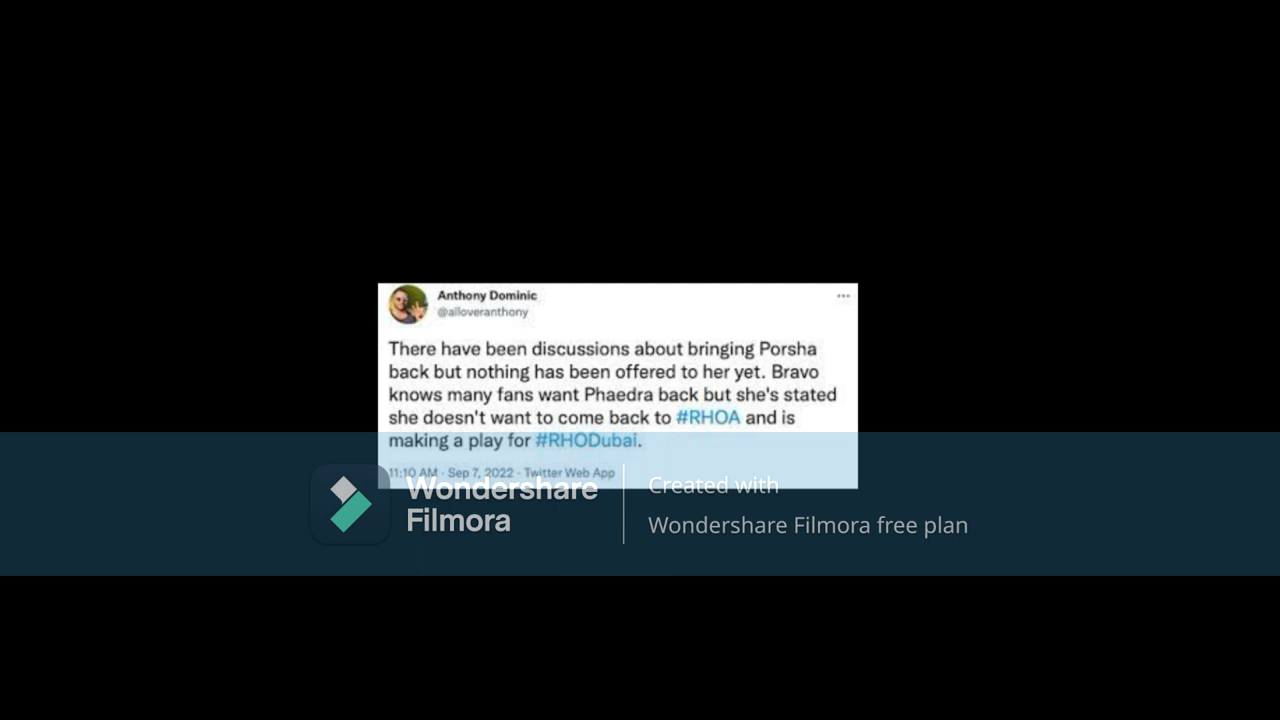 Anthony Dominic
@alloveranthony
There have been discussions about bringing Porsha
back but nothing has been offered to her yet. Bravo
knows many fans want Phaedra back but she's stated
she doesn't want to come back to #RHOA and is
making a play for #RHODubai.
11:10 AM · Sep 7, 2022 · Twitter Web App
Wondershare
Filmora
Created with
Wondershare Filmora free plan